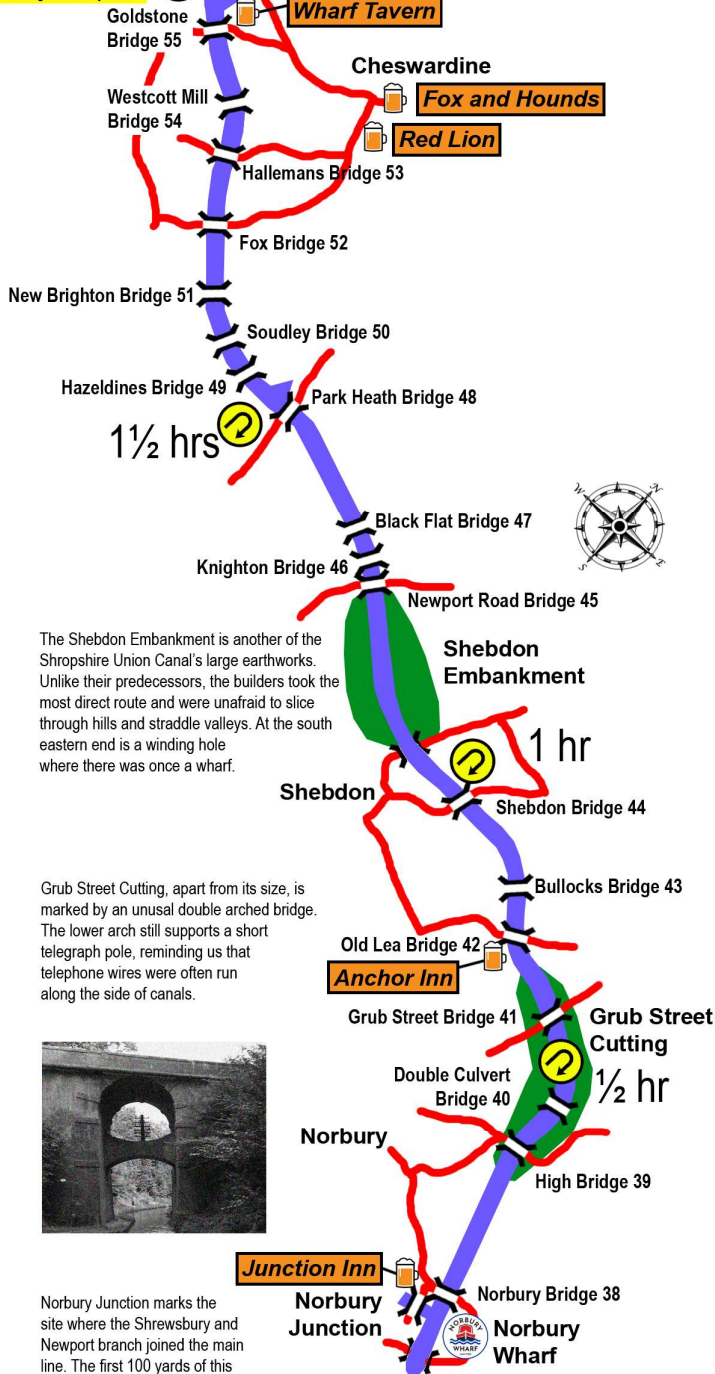 Wharf Tavern
Goldstone
Bridge 55
Cheswardine
Fox and Hounds
Westcott Mill
Bridge 54
Red Lion
Hallemans Bridge 53
Fox Bridge 52
New Brighton Bridge 51
Soudley Bridge 50
Hazeldines Bridge 49
Park Heath Bridge 48
1½ hrs
W
N
S
E
Black Flat Bridge 47
Knighton Bridge 46
Newport Road Bridge 45
The Shebdon Embankment is another of the
Shropshire Union Canal's large earthworks.
Unlike their predecessors, the builders took the
most direct route and were unafraid to slice
through hills and straddle valleys. At the south
eastern end is a winding hole
where there was once a wharf.
Shebdon
Embankment
1 hr
Shebdon
Shebdon Bridge 44
Bullocks Bridge 43
Grub Street Cutting, apart from its size, is
marked by an unusual double arched bridge.
The lower arch still supports a short
telegraph pole, reminding us that
telephone wires were often run
along the side of canals.
Old Lea Bridge 42
Anchor Inn
Grub Street Bridge 41
Grub Street
Cutting
½ hr
Double Culvert
Bridge 40
Norbury
High Bridge 39
Junction Inn
Norbury
Junction
Norbury Bridge 38
NORBURY
WHARF
Norbury
Wharf
Norbury Junction marks the
site where the Shrewsbury and
Newport branch joined the main
line. The first 100 yards of this